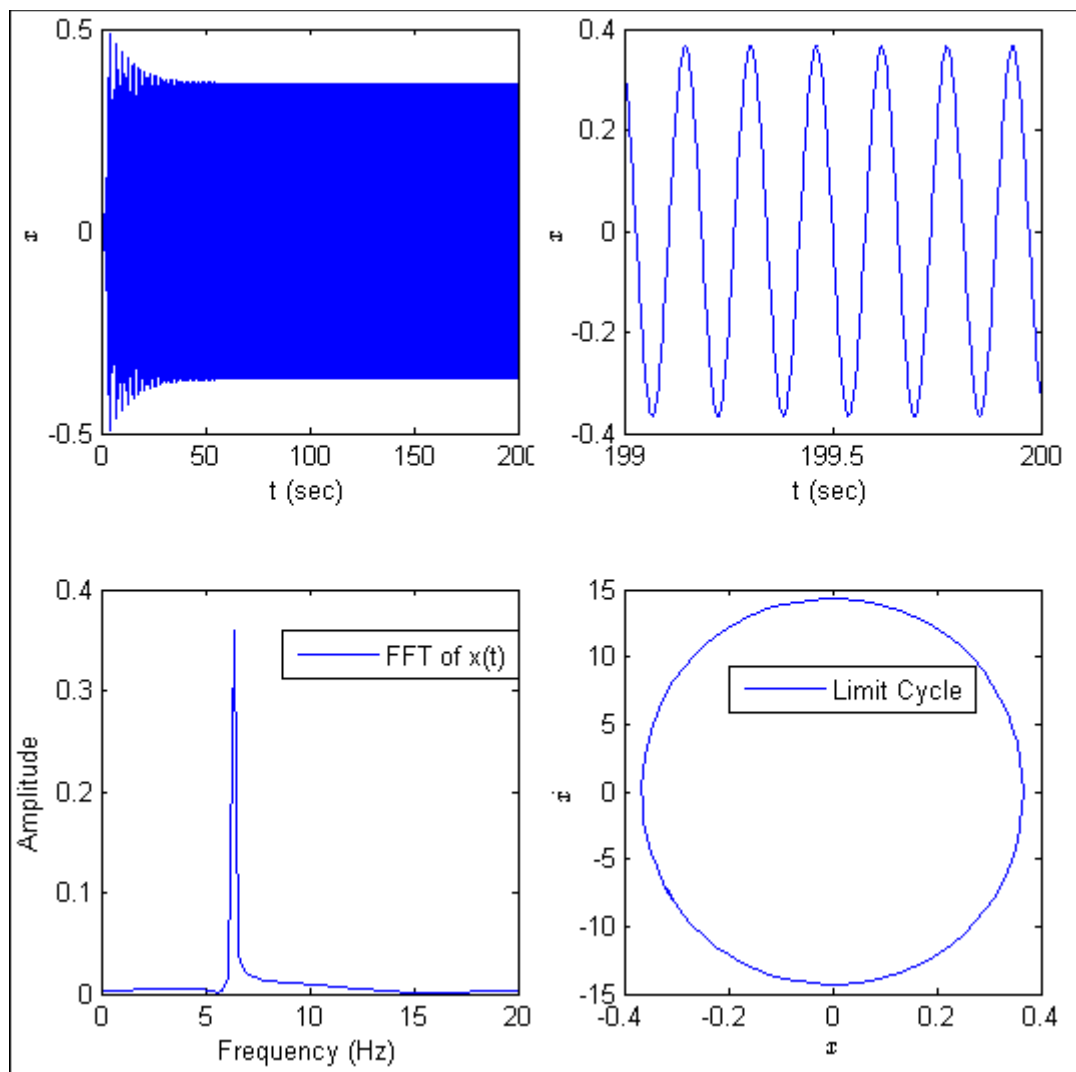 0.5
0
-0.5
x
0 50 100 150 200
t (sec)
0.4
0.2
0
-0.2
-0.4
x
199 199.5 200
t (sec)
0.4
0.3
0.2
0.1
0
Amplitude
FFT of x(t)
0 5 10 15 20
Frequency (Hz)
15
10
5
0
-5
-10
-15
ẋ
Limit Cycle
-0.4 -0.2 0 0.2 0.4
x